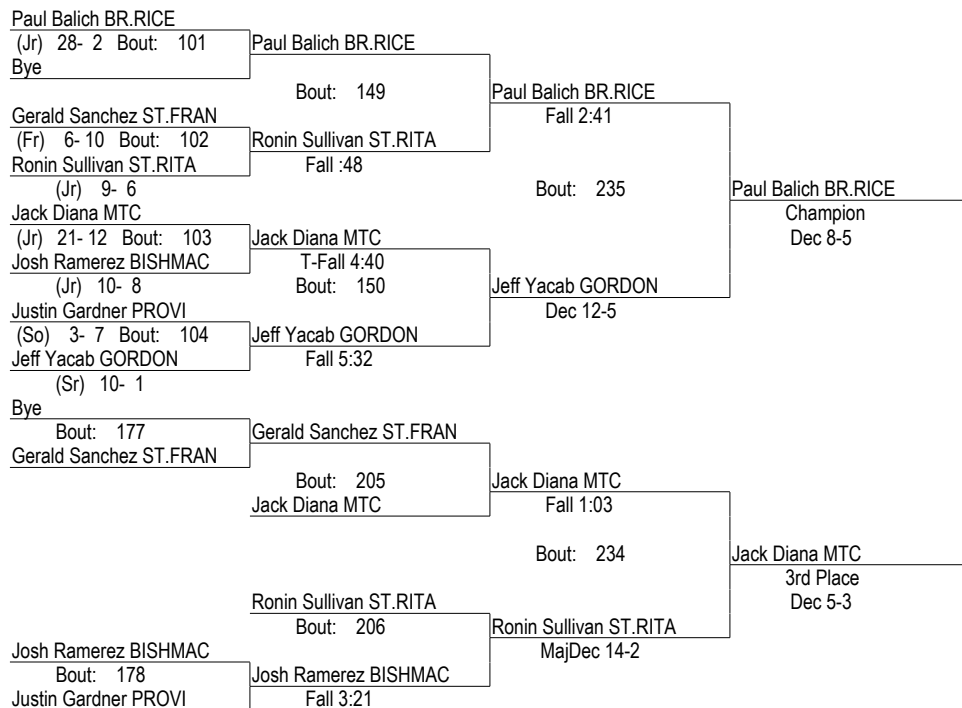 Paul Balich BR.RICE
(Jr) 28- 2 Bout: 101
Bye
Paul Balich BR.RICE
Bout: 149
Gerald Sanchez ST.FRAN
(Fr) 6- 10 Bout: 102
Ronin Sullivan ST.RITA
(Jr) 9- 6
Ronin Sullivan ST.RITA
Fall :48
Paul Balich BR.RICE
Fall 2:41
Bout: 235
Jack Diana MTC
(Jr) 21- 12 Bout: 103
Josh Ramerez BISHMAC
(Jr) 10- 8
Jack Diana MTC
T-Fall 4:40
Bout: 150
Justin Gardner PROVI
(So) 3- 7 Bout: 104
Jeff Yacab GORDON
(Sr) 10- 1
Jeff Yacab GORDON
Fall 5:32
Jeff Yacab GORDON
Dec 12-5
Paul Balich BR.RICE
Champion
Dec 8-5
Bye
Bout: 177
Gerald Sanchez ST.FRAN
Gerald Sanchez ST.FRAN
Bout: 205
Jack Diana MTC
Jack Diana MTC
Fall 1:03
Bout: 234
Ronin Sullivan ST.RITA
Bout: 206
Josh Ramerez BISHMAC
Bout: 178
Justin Gardner PROVI
Josh Ramerez BISHMAC
Fall 3:21
Ronin Sullivan ST.RITA
MajDec 14-2
Jack Diana MTC
3rd Place
Dec 5-3